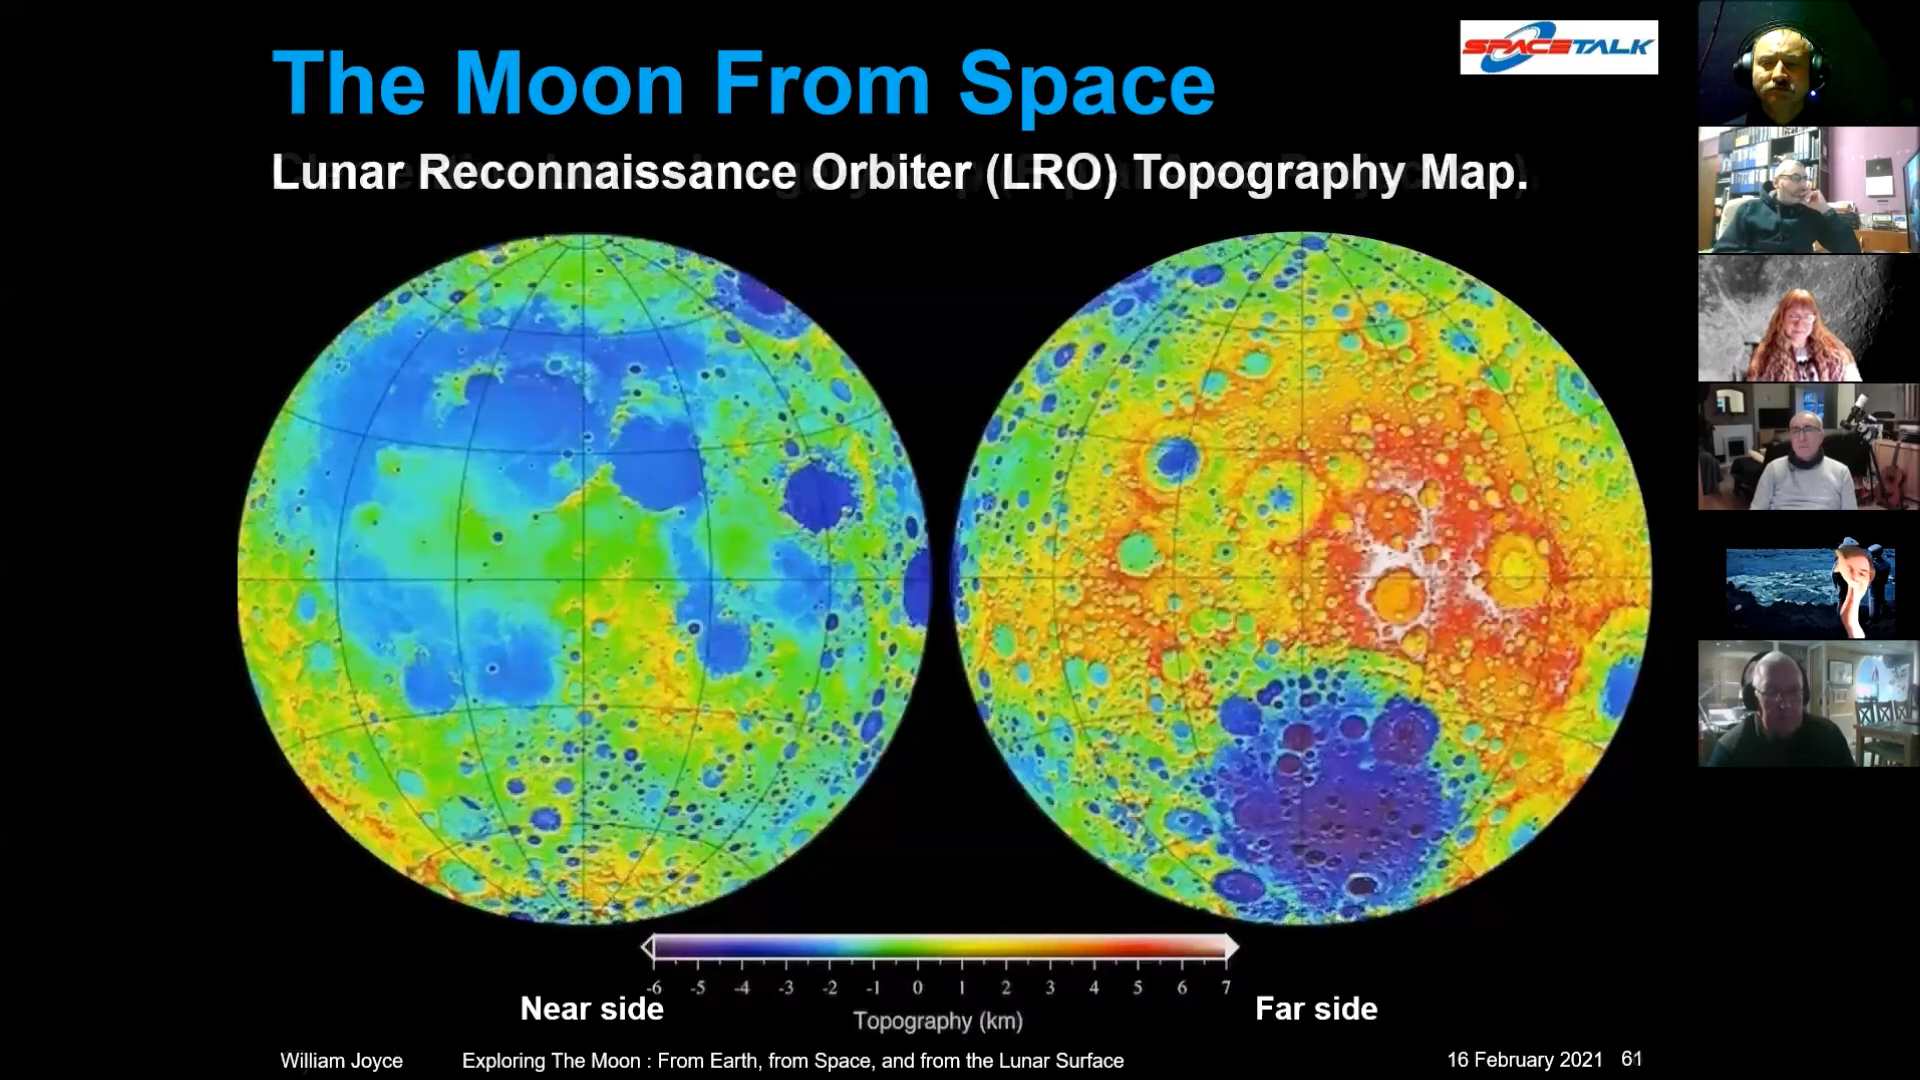 The Moon From Space
SPACETALK
Lunar Reconnaissance Orbiter (LRO) Topography Map.
-6 -5 -4 -3 -2 -1 0 1 2 3 4 5 6 7
Near side
Topography (km)
Far side
William Joyce
Exploring The Moon : From Earth, from Space, and from the Lunar Surface
16 February 2021 61